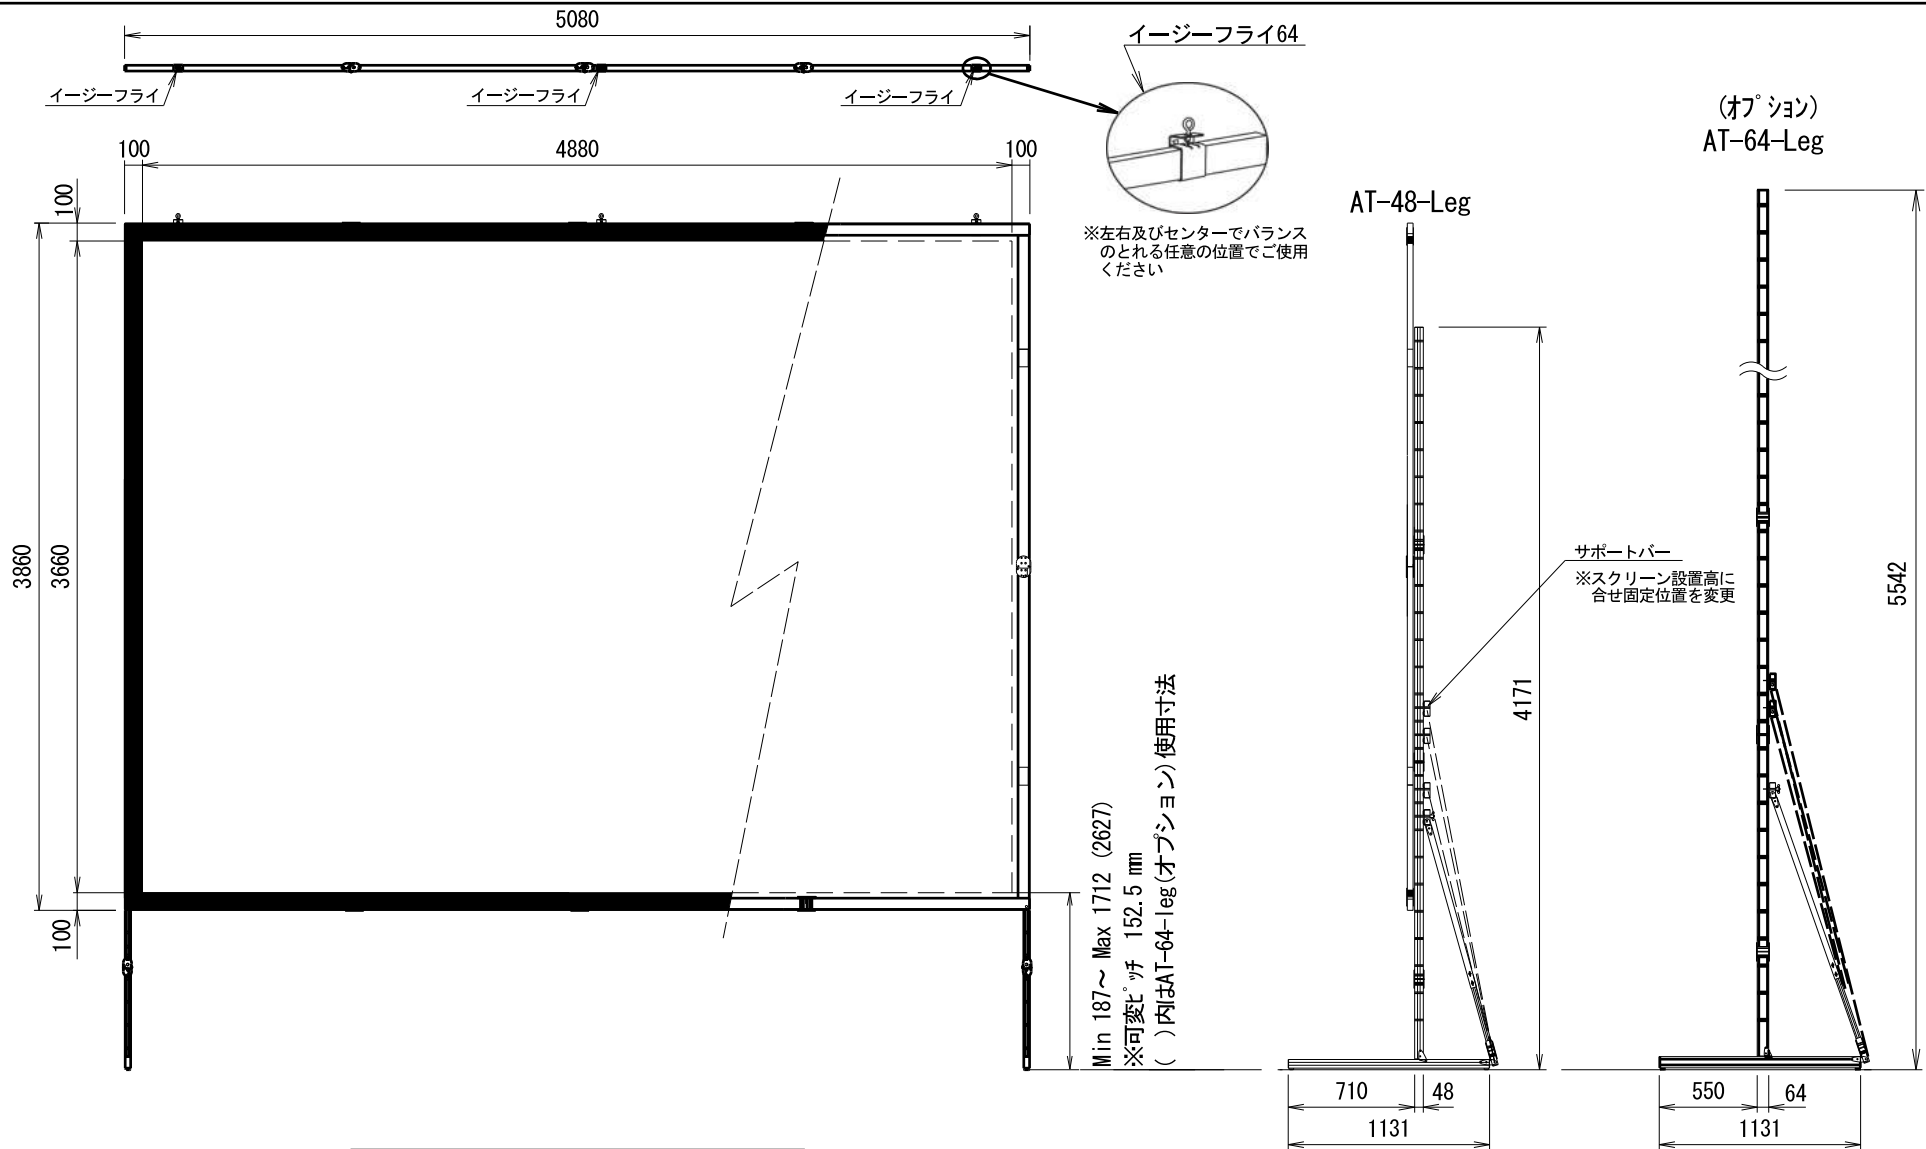 5080
イージーフライ
イージーフライ
イージーフライ
イージーフライ64
※左右及びセンターでバランス
のとれる任意の位置でご使用
ください
100
4880
100
100
3860
3660
100
Min 187～ Max 1712 (2627)
※可変ピッチ 152.5 mm
( )内はAT-64-leg(オプション)使用寸法
AT-48-Leg
4171
サポートバー
※スクリーン設置高に
合せ固定位置を変更
710
48
1131
(オプション)
AT-64-Leg
5542
550
64
1131